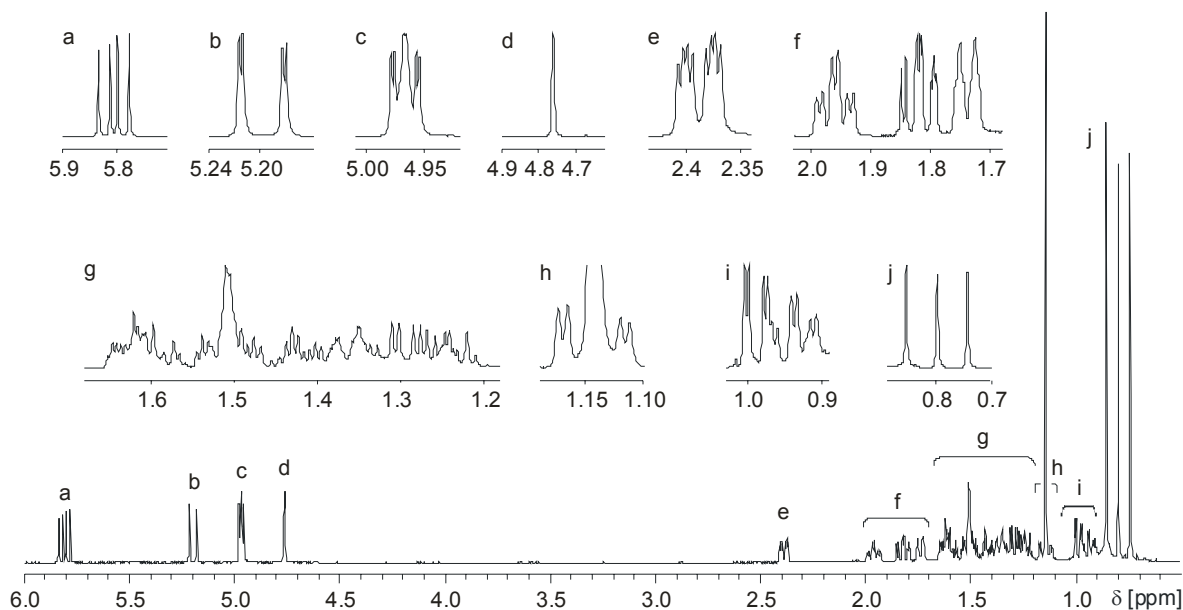 a b c d e f
5.9 5.8 5.24 5.20 5.00 4.95 4.9 4.8 4.7 2.4 2.35 2.0 1.9 1.8 1.7
j
g h i j
1.6 1.5 1.4 1.3 1.2 1.15 1.10 1.0 0.9 0.8 0.7
g
h
a b c d e f i
6.0 5.5 5.0 4.5 4.0 3.5 3.0 2.5 2.0 1.5 1.0 δ [ppm]